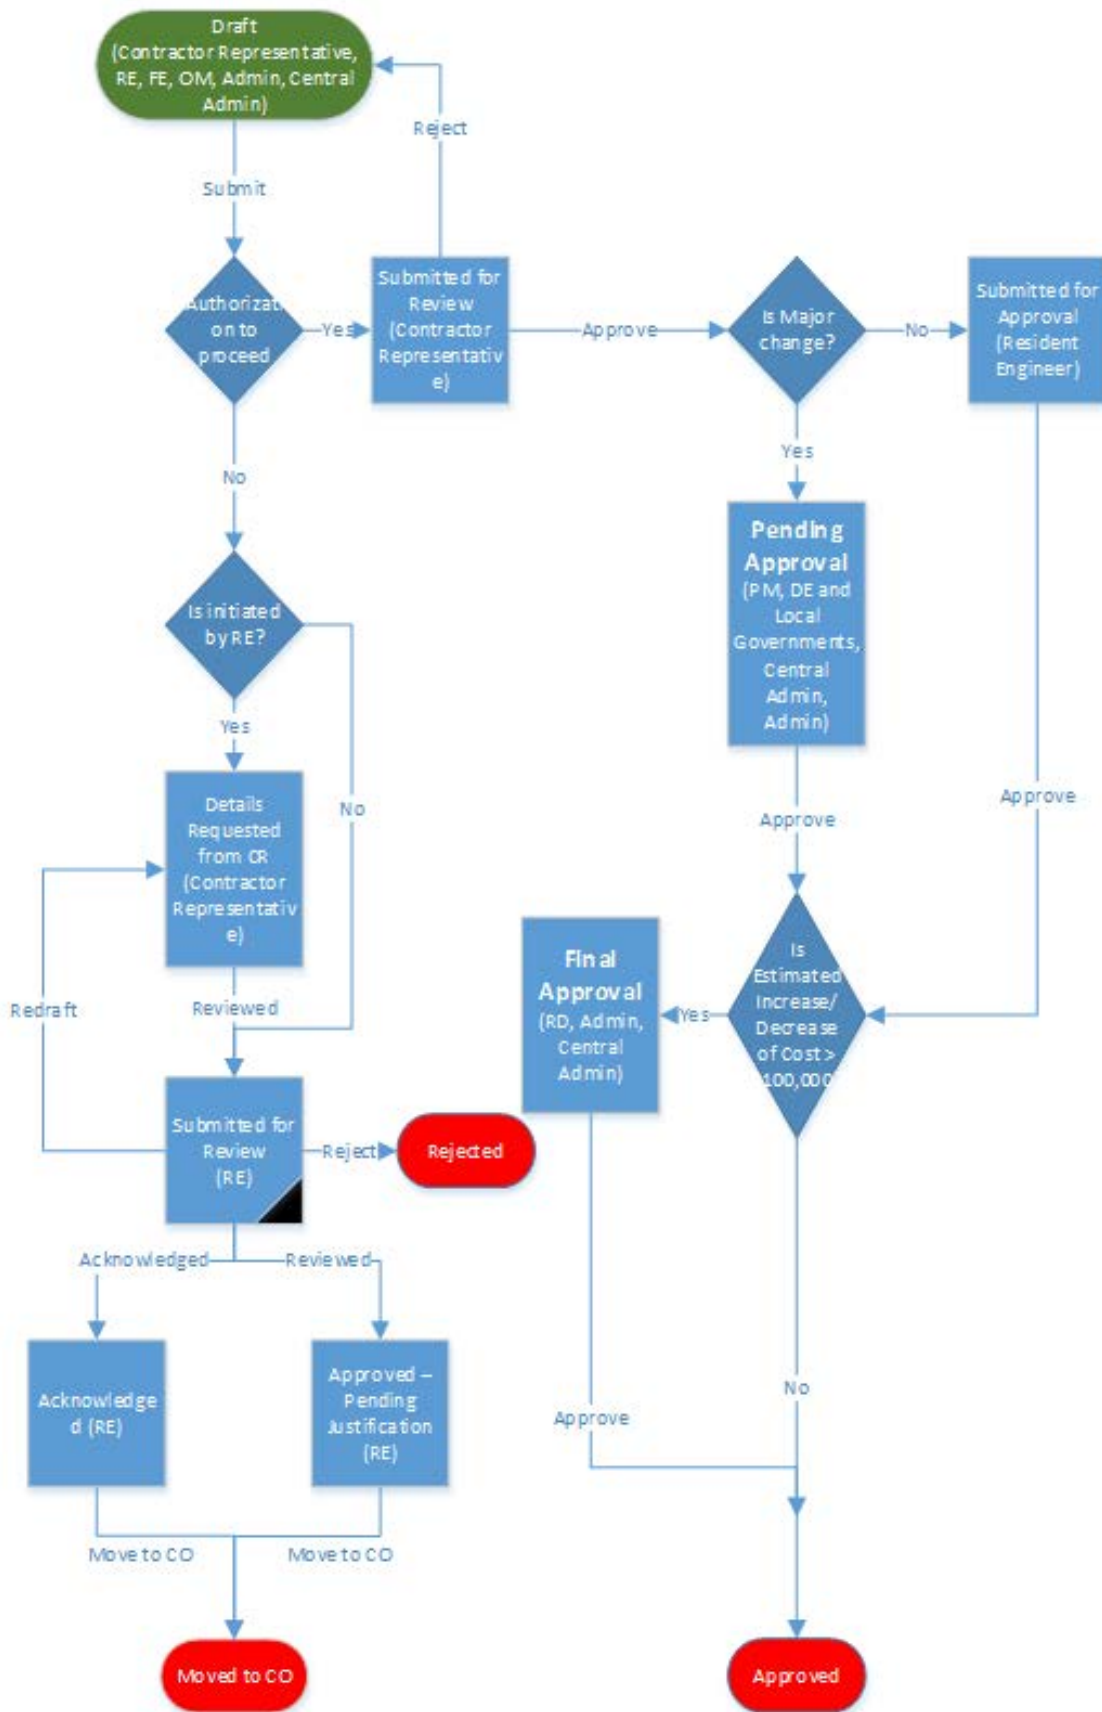 Draft
(Contractor Representative,
RE, FE, OM, Admin, Central
Admin)
Reject
Submit
Authorizati
on to
proceed
Yes
Submitted for
Review
(Contractor
Representativ
e)
Approve
Is Major
change?
No
Submitted for
Approval
(Resident
Engineer)
No
Yes
Is initiated
by RE?
Pending
Approval
(PM, DE and
Local
Governments,
Central
Admin,
Admin)
Yes
No
Approve
Approve
Details
Requested
from CR
(Contractor
Representativ
e)
Redraft
Reviewed
Final
Approval
(RD, Admin,
Central
Admin)
Yes
Is
Estimated
Increase/
Decrease
of Cost >
100,000
Submitted for
Review
(RE)
Reject
Rejected
Acknowledged
Reviewed
Acknowledge
d (RE)
Approved –
Pending
Justification
(RE)
No
Approve
Move to CO
Move to CO
Moved to CO
Approved